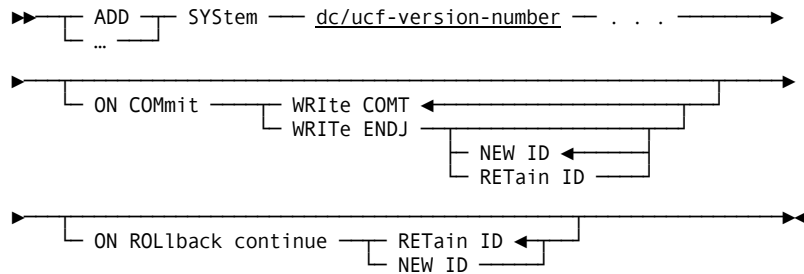 ADD SYStem dc/ucf-version-number . . .
…
ON COMmit WRIte COMT
WRITe ENDJ
NEW ID
RETain ID
ON ROLlback continue RETain ID
NEW ID